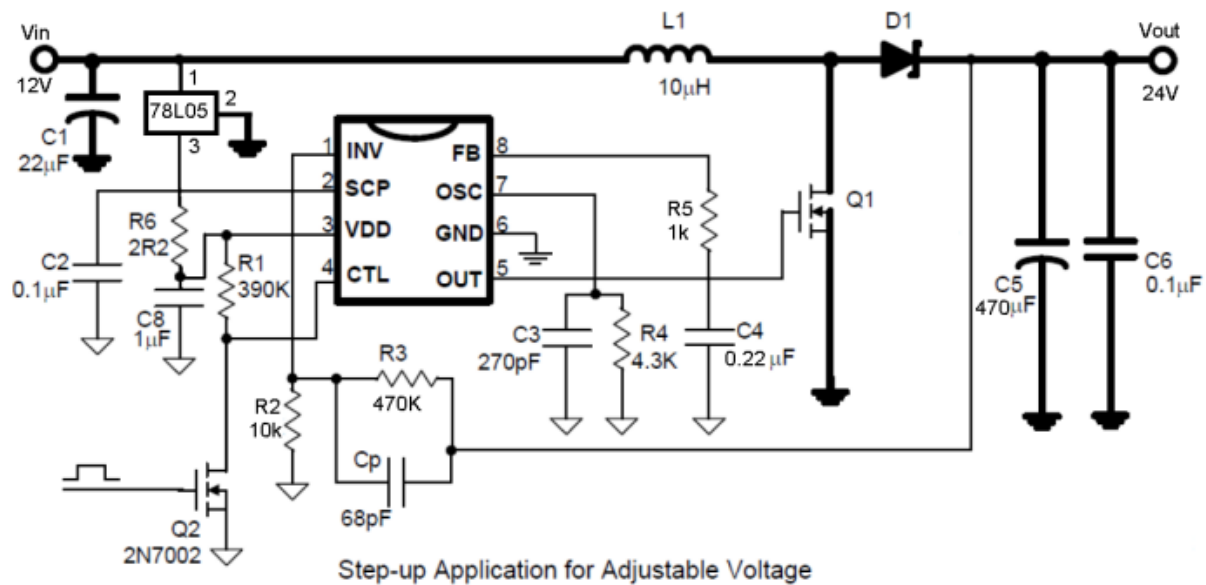 Vin
12V
C1
22μF
1
78L05
2
3
R6
2R2
C2
0.1μF
C8
1μF
R1
390K
1
INV
2
SCP
3
VDD
4
CTL
FB
8
OSC
7
GND
6
OUT
5
L1
10μH
D1
Vout
24V
Q1
R5
1k
C3
270pF
R4
4.3K
C4
0.22 μF
C5
470μF
C6
0.1μF
R3
470K
R2
10k
Cp
68pF
Q2
2N7002
Step-up Application for Adjustable Voltage